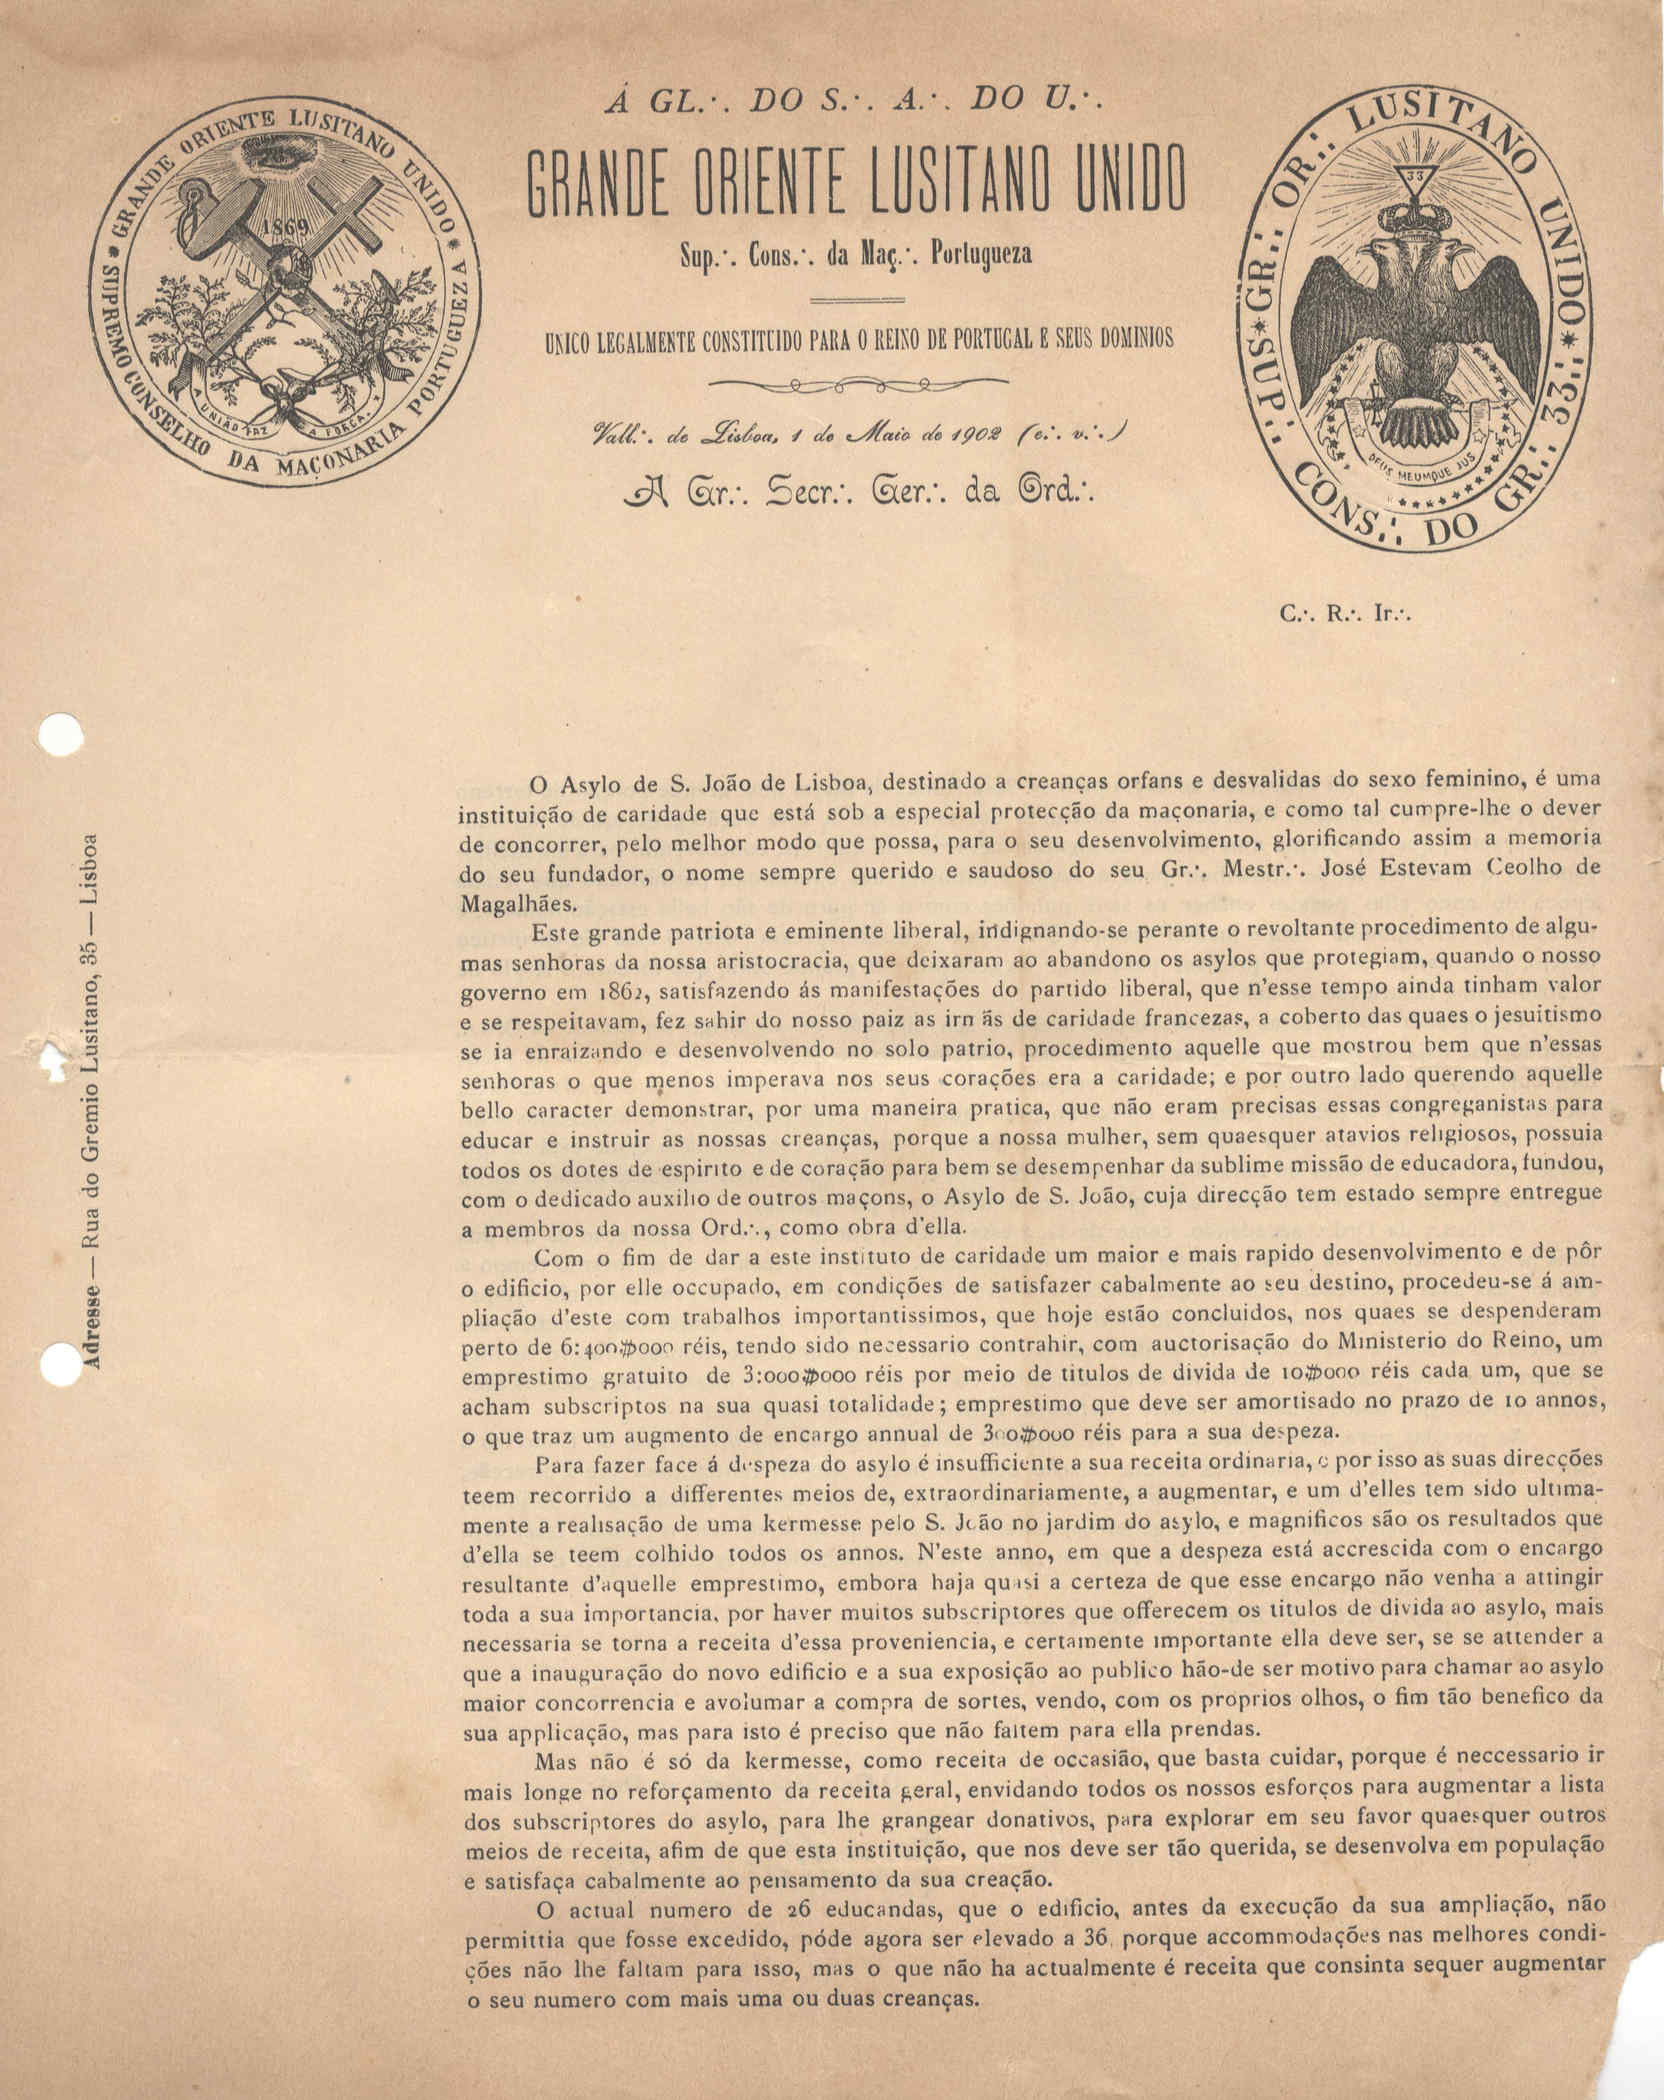 Á GL.·. DO S.·. A.·. DO U.·.
GRANDE ORIENTE LUSITANO UNIDO
Sup.·. Cons.·. da Maç.·. Portugueza
UNICO LEGALMENTE CONSTITUIDO PARA O REINO DE PORTUGAL E SEUS DOMINIOS
Vall.·. de Lisboa, 1 de Maio de 1902 (e.·. v.·.)
A Gr.·. Secr.·. Ger.·. da Ord.·.
GRANDE ORIENTE LUSITANO UNIDO * SUPREMO CONSELHO DA MAÇONARIA PORTUGUEZA *
1869
A UNIÃO FAZ A FORÇA.
SUP.·. CONS.·. DO GR.·. 33.·. * GR.·. OR.·. LUSITANO UNIDO *
33
DEUS MEUMQUE JUS
C.·. R.·. Ir.·.
O Asylo de S. João de Lisboa, destinado a creanças orfans e desvalidas do sexo feminino, é uma
instituição de caridade que está sob a especial protecção da maçonaria, e como tal cumpre-lhe o dever
de concorrer, pelo melhor modo que possa, para o seu desenvolvimento, glorificando assim a memoria
do seu fundador, o nome sempre querido e saudoso do seu Gr.·. Mestr.·. José Estevam Ceolho de
Magalhães.
Este grande patriota e eminente liberal, indignando-se perante o revoltante procedimento de algu-
mas senhoras da nossa aristocracia, que deixaram ao abandono os asylos que protegiam, quando o nosso
governo em 1862, satisfazendo ás manifestações do partido liberal, que n'esse tempo ainda tinham valor
e se respeitavam, fez sahir do nosso paiz as irmãs de caridade francezas, a coberto das quaes o jesuitismo
se ia enraizando e desenvolvendo no solo patrio, procedimento aquelle que mostrou bem que n'essas
senhoras o que menos imperava nos seus corações era a caridade; e por outro lado querendo aquelle
bello caracter demonstrar, por uma maneira pratica, que não eram precisas essas congreganistas para
educar e instruir as nossas creanças, porque a nossa mulher, sem quaesquer atavios religiosos, possuia
todos os dotes de espirito e de coração para bem se desempenhar da sublime missão de educadora, fundou,
com o dedicado auxilio de outros maçons, o Asylo de S. João, cuja direcção tem estado sempre entregue
a membros da nossa Ord.·., como obra d'ella.
Com o fim de dar a este instituto de caridade um maior e mais rapido desenvolvimento e de pôr
o edificio, por elle occupado, em condições de satisfazer cabalmente ao seu destino, procedeu-se á am-
pliação d'este com trabalhos importantissimos, que hoje estão concluidos, nos quaes se despenderam
perto de 6:400$000 réis, tendo sido necessario contrahir, com auctorisação do Ministerio do Reino, um
emprestimo gratuito de 3:000$000 réis por meio de titulos de divida de 10$000 réis cada um, que se
acham subscriptos na sua quasi totalidade; emprestimo que deve ser amortisado no prazo de 10 annos,
o que traz um augmento de encargo annual de 300$000 réis para a sua despeza.
Para fazer face á despeza do asylo é insufficiente a sua receita ordinaria, e por isso as suas direcções
teem recorrido a differentes meios de, extraordinariamente, a augmentar, e um d'elles tem sido ultima-
mente a realisação de uma kermesse pelo S. João no jardim do asylo, e magnificos são os resultados que
d'ella se teem colhido todos os annos. N'este anno, em que a despeza está accrescida com o encargo
resultante d'aquelle emprestimo, embora haja quasi a certeza de que esse encargo não venha a attingir
toda a sua importancia, por haver muitos subscriptores que offerecem os titulos de divida ao asylo, mais
necessaria se torna a receita d'essa proveniencia, e certamente importante ella deve ser, se se attender a
que a inauguração do novo edificio e a sua exposição ao publico hão-de ser motivo para chamar ao asylo
maior concorrencia e avolumar a compra de sortes, vendo, com os proprios olhos, o fim tão benefico da
sua applicação, mas para isto é preciso que não faltem para ella prendas.
Mas não é só da kermesse, como receita de occasião, que basta cuidar, porque é neccessario ir
mais longe no reforçamento da receita geral, envidando todos os nossos esforços para augmentar a lista
dos subscriptores do asylo, para lhe grangear donativos, para explorar em seu favor quaesquer outros
meios de receita, afim de que esta instituição, que nos deve ser tão querida, se desenvolva em população
e satisfaça cabalmente ao pensamento da sua creação.
O actual numero de 26 educandas, que o edificio, antes da execução da sua ampliação, não
permittia que fosse excedido, póde agora ser elevado a 36, porque accommodações nas melhores condi-
ções não lhe faltam para isso, mas o que não ha actualmente é receita que consinta sequer augmentar
o seu numero com mais uma ou duas creanças.
Adresse — Rua do Gremio Lusitano, 35 — Lisboa